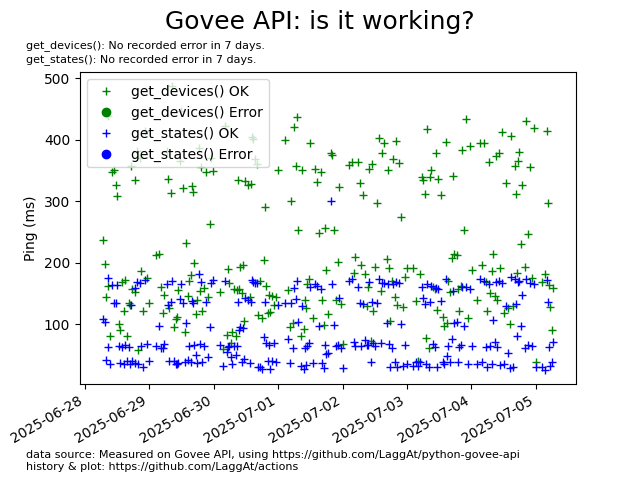 Govee API: is it working?
get_devices(): No recorded error in 7 days.
get_states(): No recorded error in 7 days.
500
400
300
200
100
Ping (ms)
get_devices() OK
get_devices() Error
get_states() OK
get_states() Error
2025-06-28
2025-06-29
2025-06-30
2025-07-01
2025-07-02
2025-07-03
2025-07-04
2025-07-05
data source: Measured on Govee API, using https://github.com/LaggAt/python-govee-api
history & plot: https://github.com/LaggAt/actions